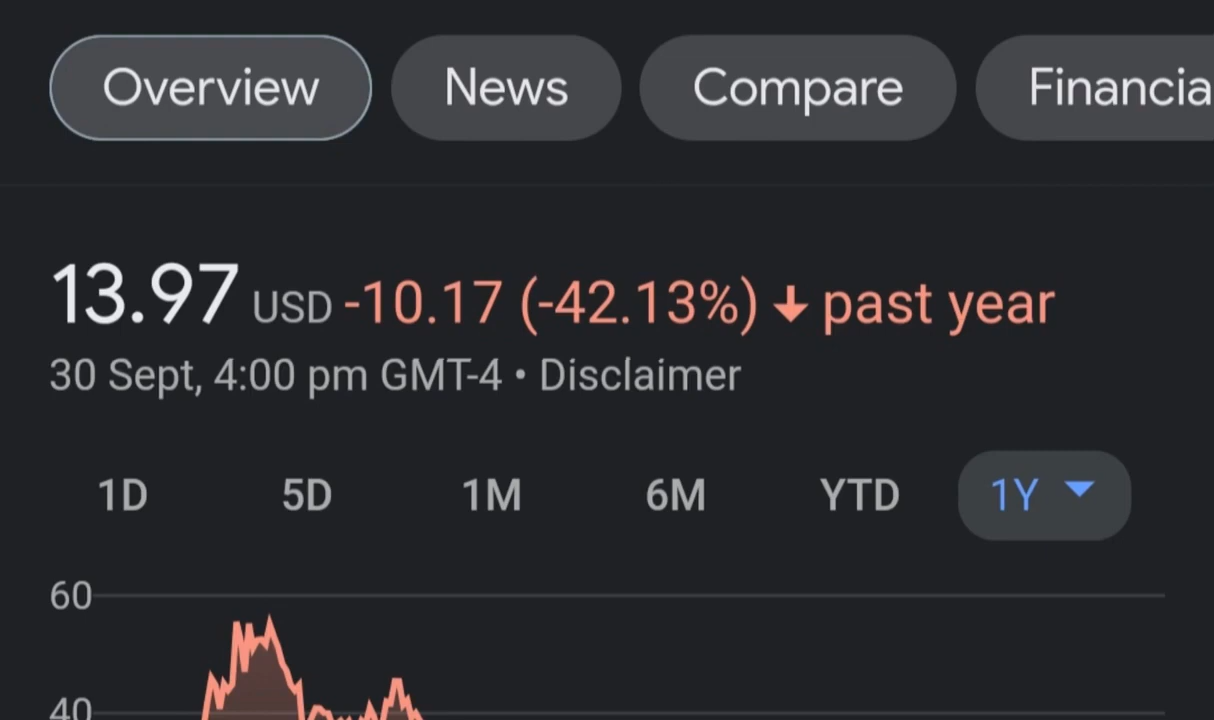 Overview News Compare Financia
13.97 USD -10.17 (-42.13%) ↓ past year
30 Sept, 4:00 pm GMT-4 • Disclaimer
1D 5D 1M 6M YTD 1Y
60
40